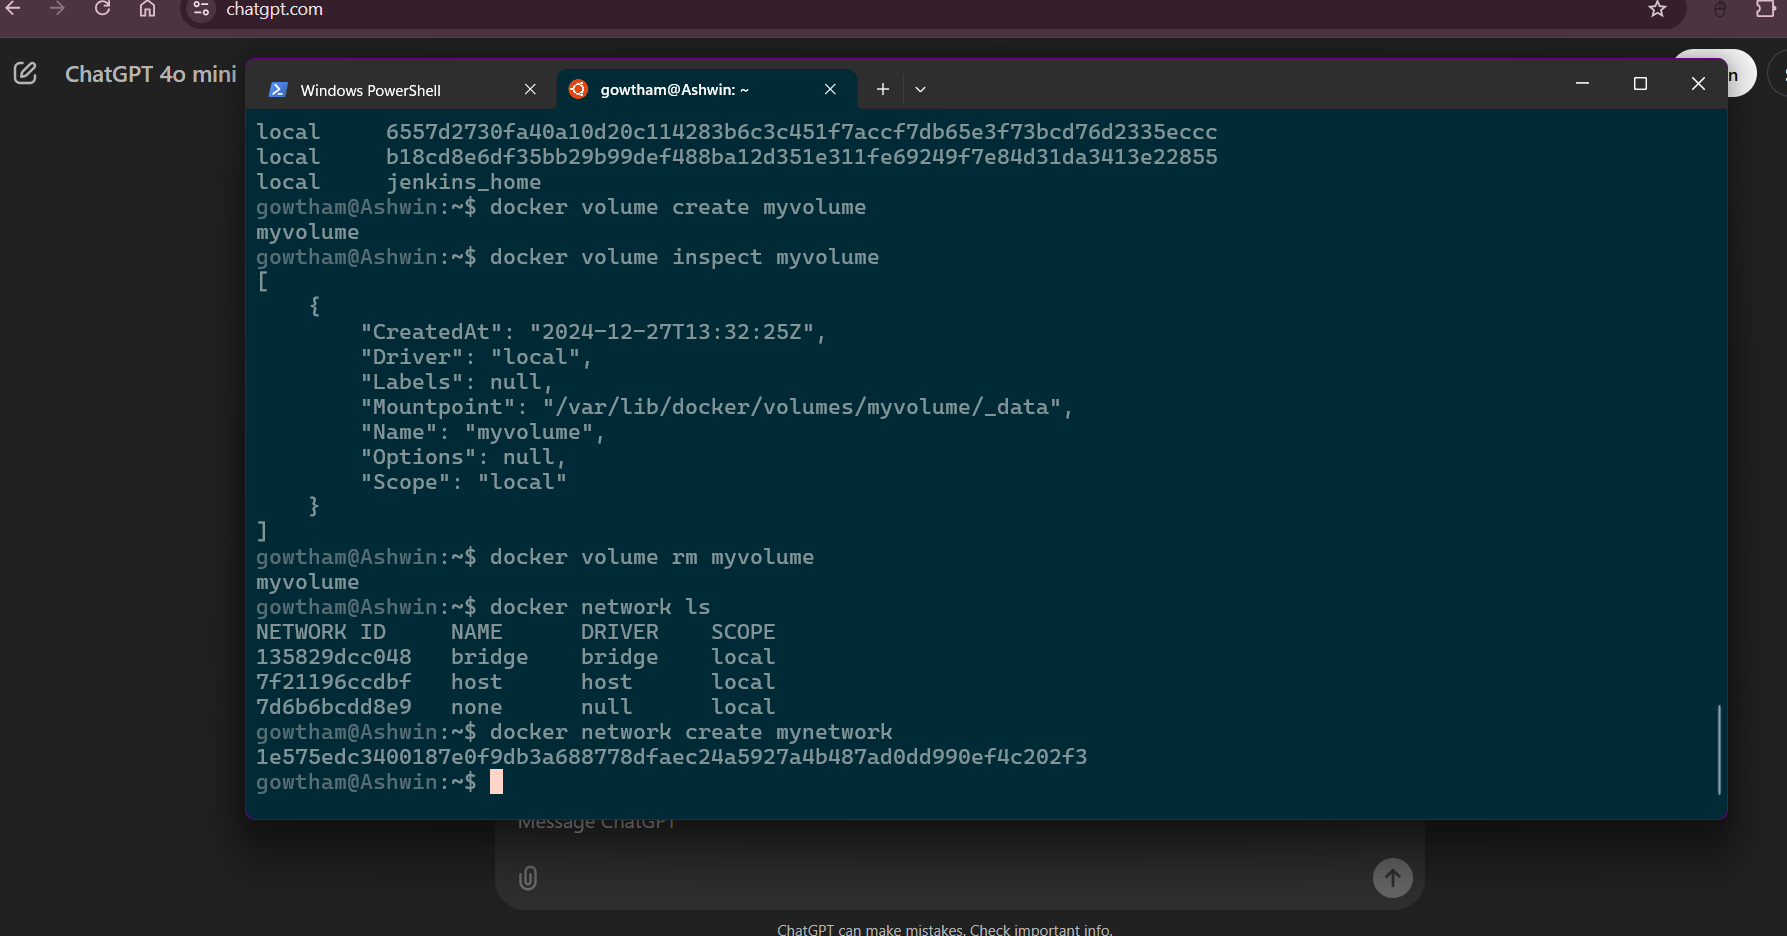 chatgpt.com
ChatGPT 4o mini
Windows PowerShell
gowtham@Ashwin: ~
local 6557d2730fa40a10d20c114283b6c3c451f7accf7db65e3f73bcd76d2335eccc
local b18cd8e6df35bb29b99def488ba12d351e311fe69249f7e84d31da3413e22855
local jenkins_home
gowtham@Ashwin:~$ docker volume create myvolume
myvolume
gowtham@Ashwin:~$ docker volume inspect myvolume
[
    {
        "CreatedAt": "2024-12-27T13:32:25Z",
        "Driver": "local",
        "Labels": null,
        "Mountpoint": "/var/lib/docker/volumes/myvolume/_data",
        "Name": "myvolume",
        "Options": null,
        "Scope": "local"
    }
]
gowtham@Ashwin:~$ docker volume rm myvolume
myvolume
gowtham@Ashwin:~$ docker network ls
NETWORK ID NAME DRIVER SCOPE
135829dcc048 bridge bridge local
7f21196ccdbf host host local
7d6b6bcdd8e9 none null local
gowtham@Ashwin:~$ docker network create mynetwork
1e575edc3400187e0f9db3a688778dfaec24a5927a4b487ad0dd990ef4c202f3
gowtham@Ashwin:~$
Message ChatGPT
ChatGPT can make mistakes. Check important info.